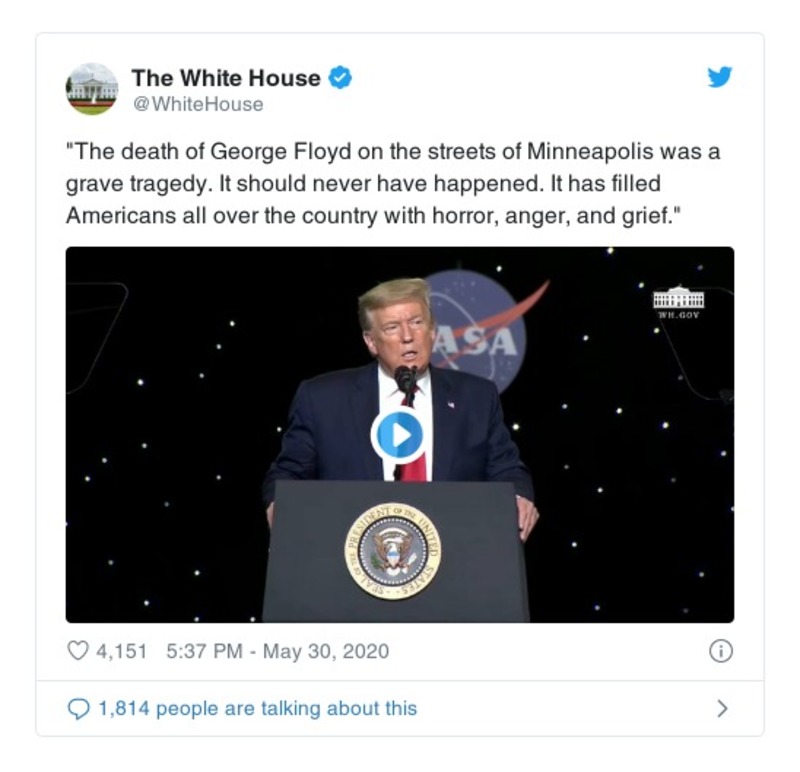 The White House
@WhiteHouse
"The death of George Floyd on the streets of Minneapolis was a
grave tragedy. It should never have happened. It has filled
Americans all over the country with horror, anger, and grief."
ASA
WH.GOV
SEAL OF THE PRESIDENT OF THE UNITED STATES
4,151 5:37 PM - May 30, 2020
1,814 people are talking about this